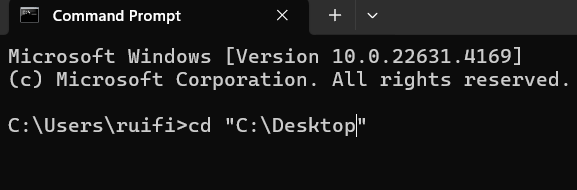 Command Prompt
Microsoft Windows [Version 10.0.22631.4169]
(c) Microsoft Corporation. All rights reserved.
C:\Users\ruifi>cd "C:\Desktop"